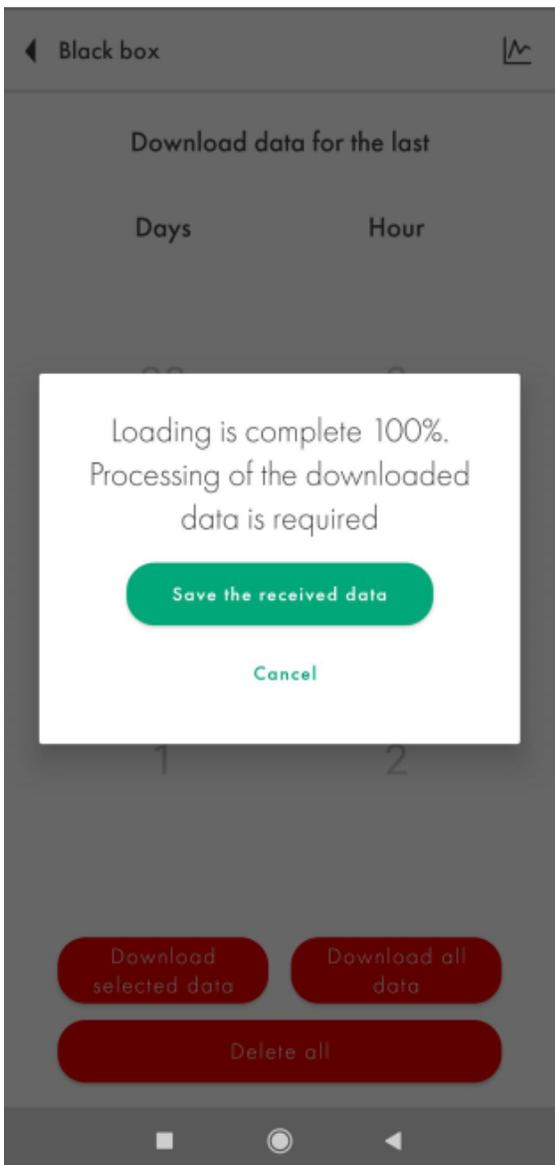 Black box
Download data for the last
Days Hour
Loading is complete 100%.
Processing of the downloaded
data is required
Save the received data
Cancel
1 2
Download
selected data
Download all
data
Delete all